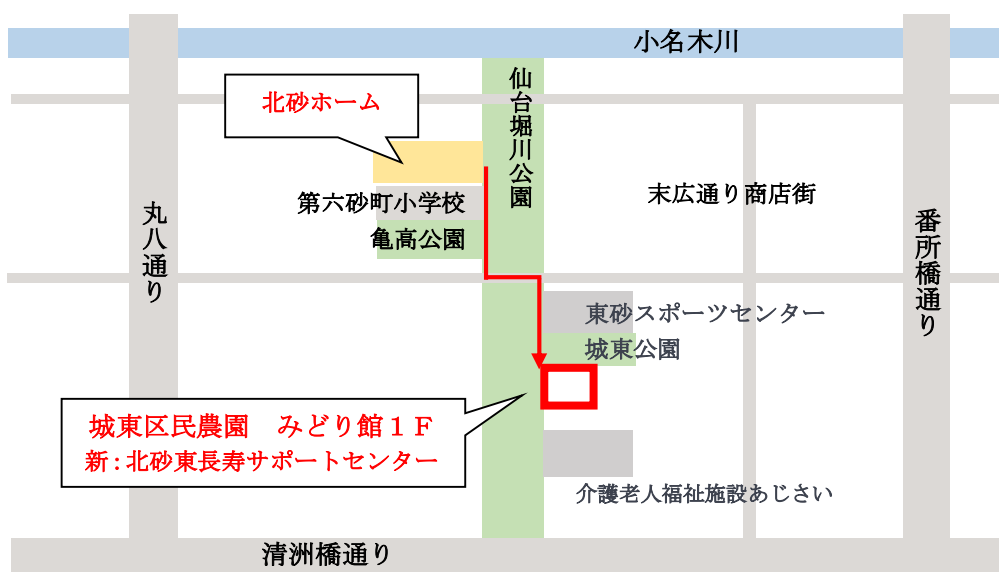 小名木川
仙台堀川公園
北砂ホーム
第六砂町小学校
亀高公園
末広通り商店街
丸八通り
番所橋通り
東砂スポーツセンター
城東公園
城東区民農園　みどり館１Ｆ
新：北砂東長寿サポートセンター
介護老人福祉施設あじさい
清洲橋通り